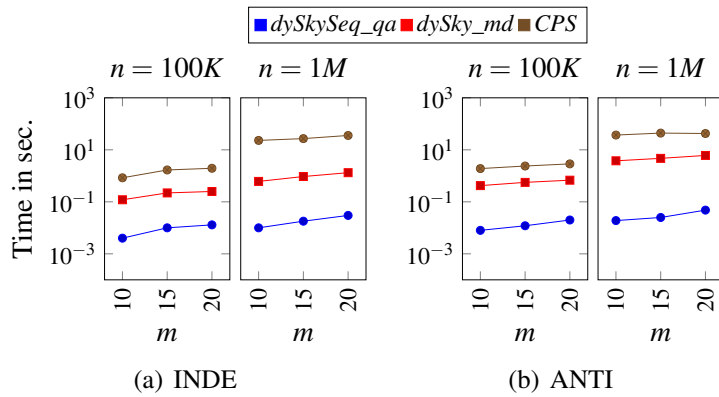 dySkySeq_qa dySky_md CPS
n = 100K n = 1M n = 100K n = 1M
Time in sec.
10^3
10^1
10^{-1}
10^{-3}
10 15 20 10 15 20 10 15 20 10 15 20
m m m m
(a) INDE (b) ANTI